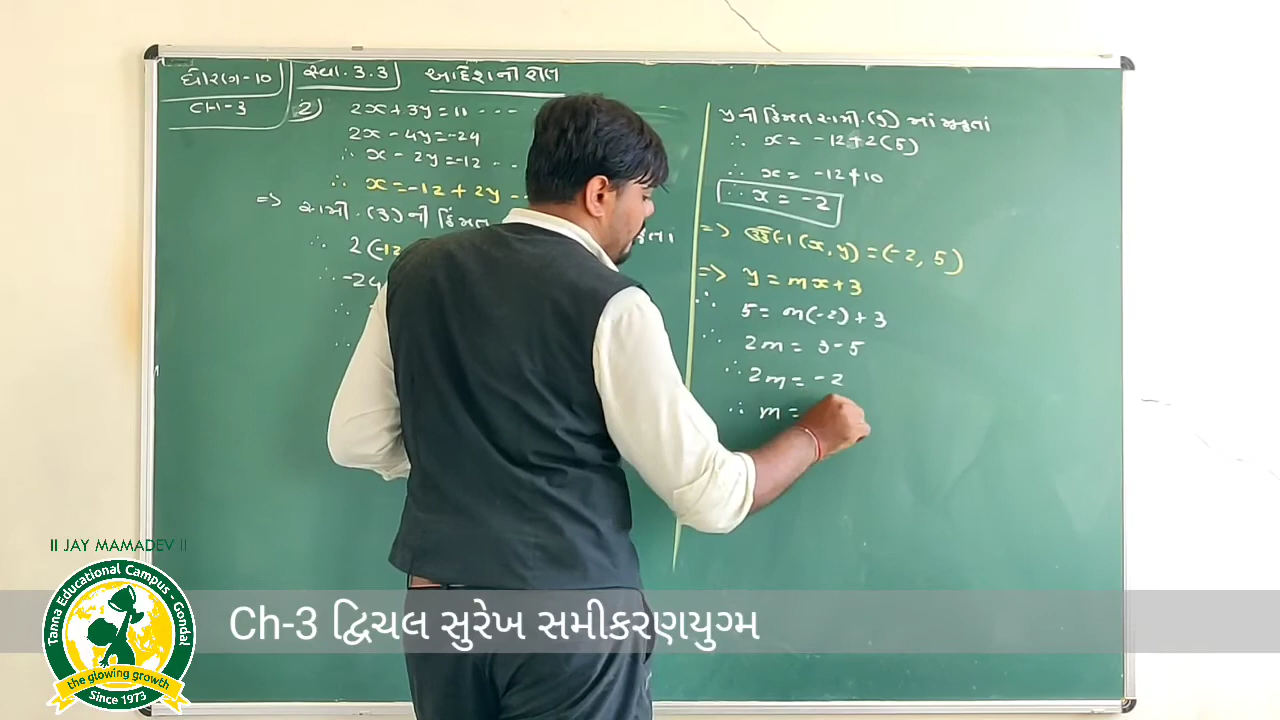 ધોરણ-10
CH-3
સ્વા. 3.3
આદેશની રીત
2)
2x + 3y = 11 - - -
2x - 4y = -24
∴ x - 2y = -12 - -
∴ x = -12 + 2y - -
=> સમી. (3) ની કિંમત
∴ 2(-12
∴ -24
yની કિંમત સમી. (3) માં મુકતાં
∴ x = -12 + 2(5)
∴ x = -12 + 10
∴ x = -2
=> (x, y) = (-2, 5)
=> y = mx + 3
∴ 5 = m(-2) + 3
∴ 2m = 3 - 5
∴ 2m = -2
∴ m =
II JAY MAMADEV II
Tanna Educational Campus - Gondal
the glowing growth
Since 1973
Ch-3 દ્વિચલ સુરેખ સમીકરણયુગ્મ